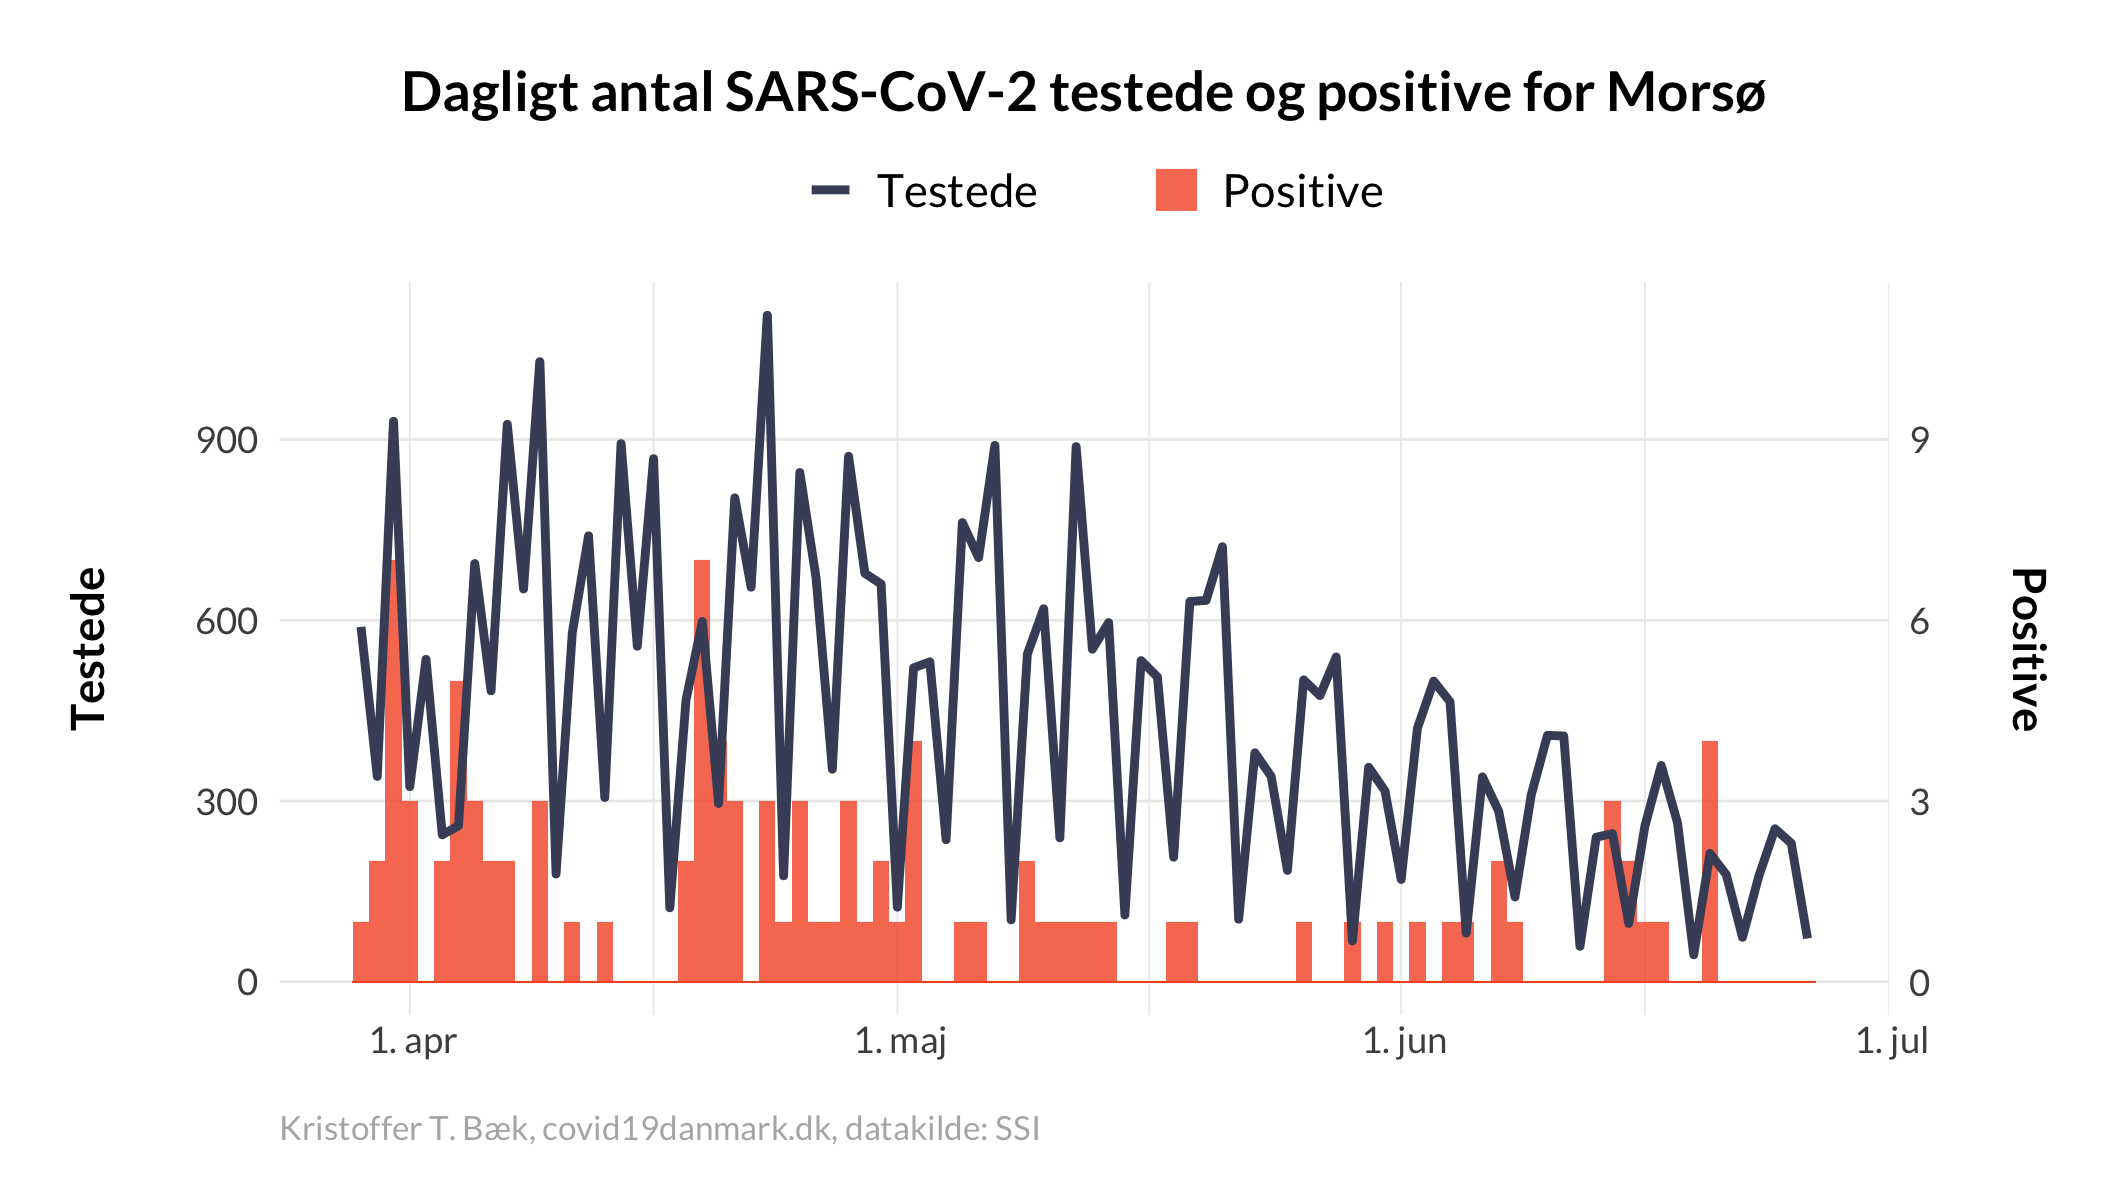 Dagligt antal SARS-CoV-2 testede og positive for Morsø
Testede Positive
900 9
600 6
300 3
0 0
Testede
Positive
1. apr 1. maj 1. jun 1. jul
Kristoffer T. Bæk, covid19danmark.dk, datakilde: SSI